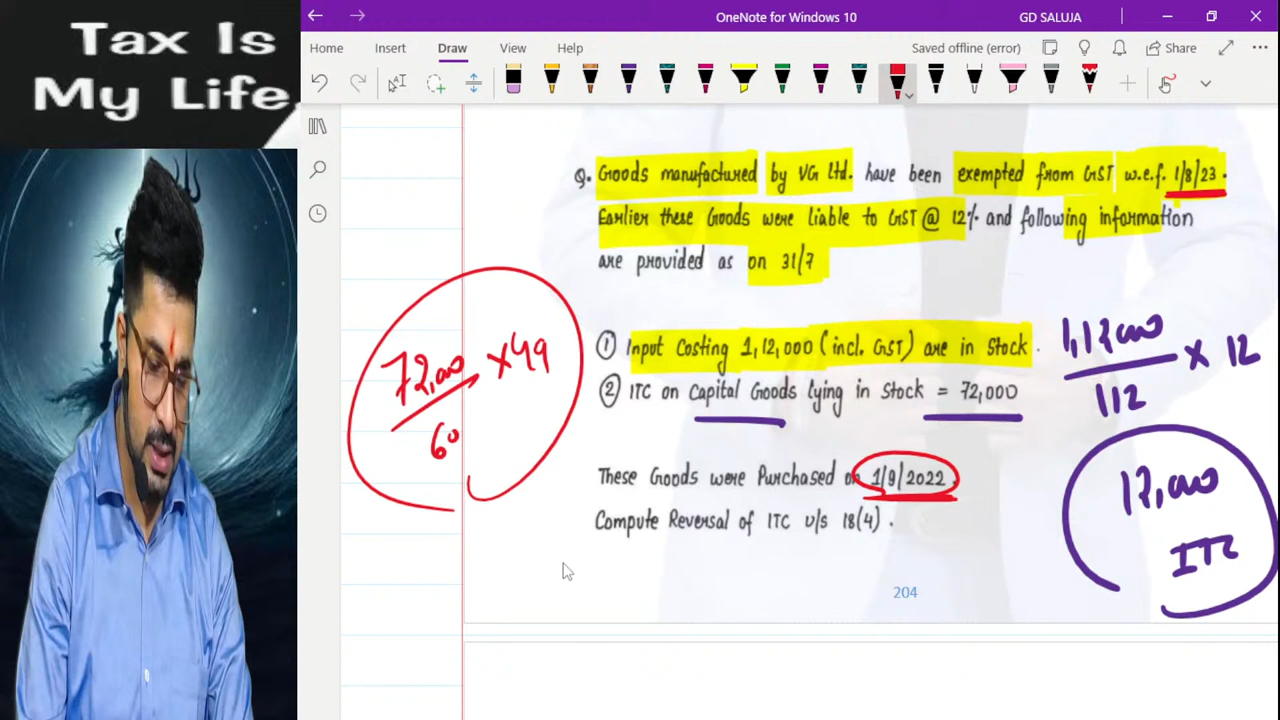 Tax Is
My Life
OneNote for Windows 10
GD SALUJA
Home Insert Draw View Help
Saved offline (error)
Share
Q. Goods manufactured by VG Ltd. have been exempted from GST w.e.f. 1/8/23.
Earlier these Goods were liable to GST @ 12% and following information
are provided as on 31/7
① Input Costing 1,12,000 (incl. GST) are in Stock.
② ITC on Capital Goods lying in Stock = 72,000
These Goods were Purchased on 1/9/2022.
Compute Reversal of ITC u/s 18(4).
72,000 × 49
60
1,12,000 × 12
112
12,000
ITC
204